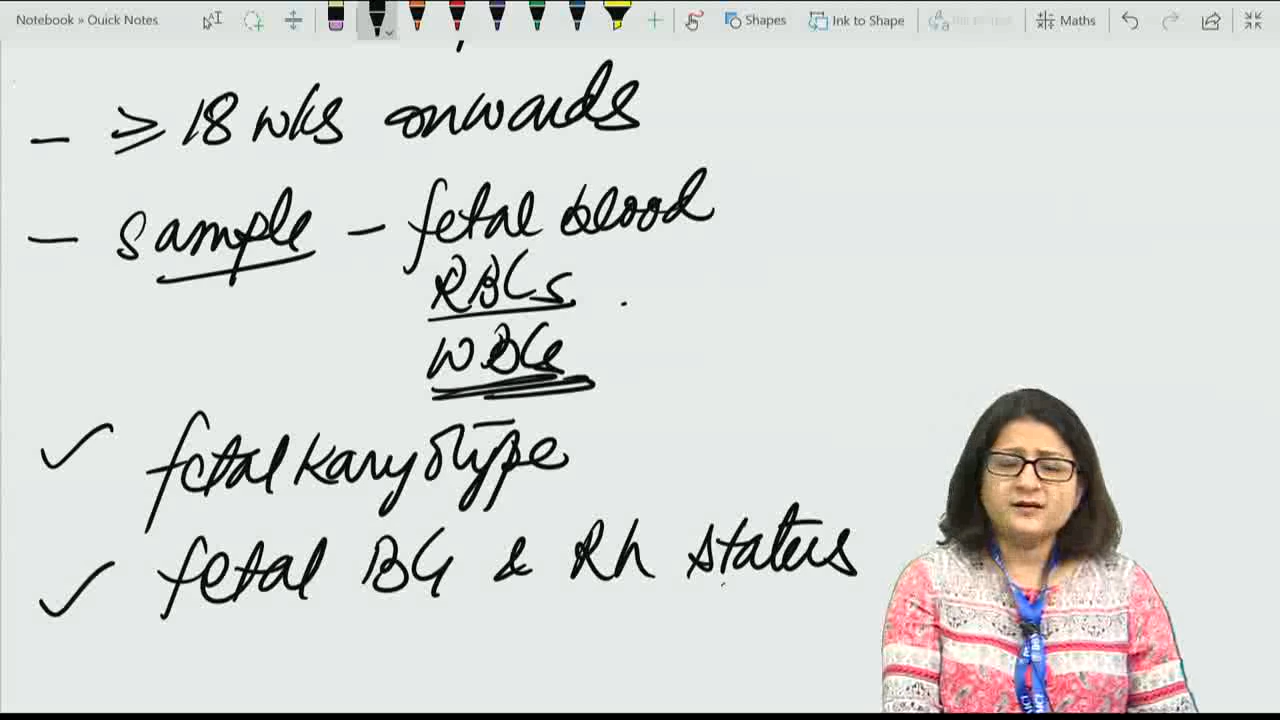 Notebook » Quick Notes
Shapes
Ink to Shape
Maths
- ≥ 18 wks onwards
- sample - fetal blood
RBCs
WBCs
✓ fetal karyotype
✓ fetal BG & Rh status